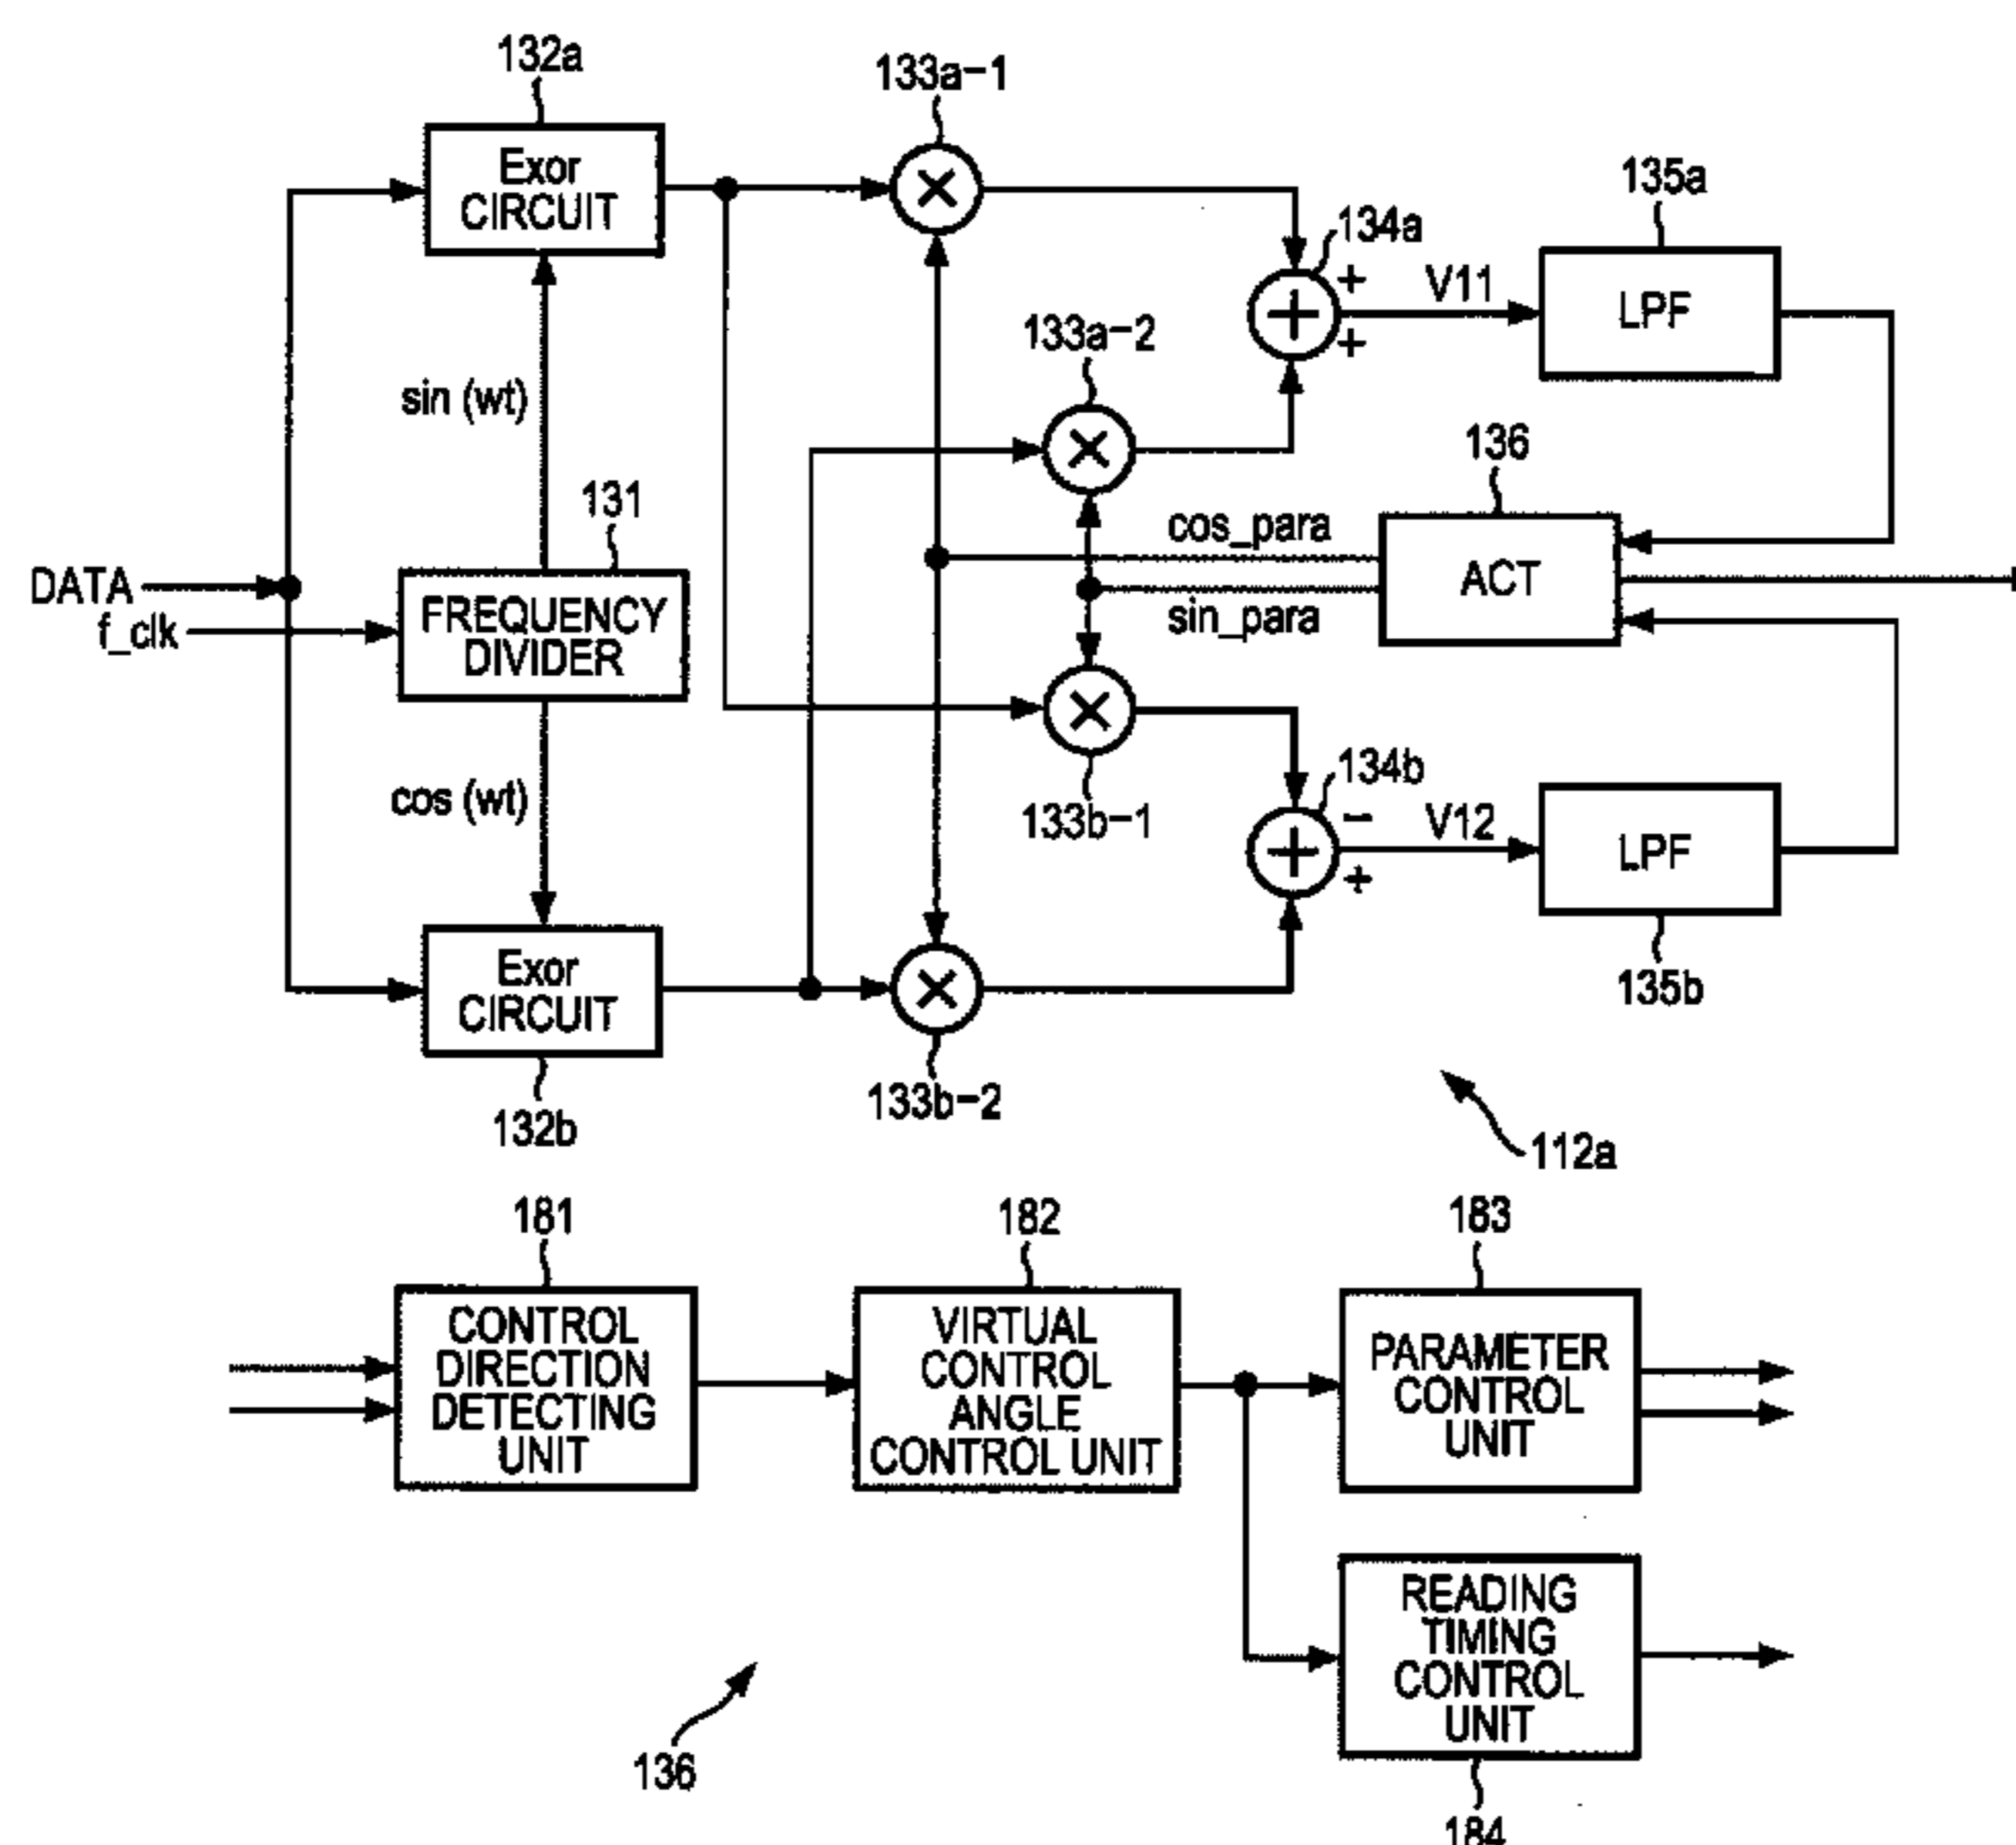 132a
133a-1
Exor
CIRCUIT
135a
134a
+
+
V11
LPF
133a-2
sin (wt)
136
131
cos_para
DATA
f_clk
FREQUENCY
DIVIDER
ACT
sin_para
134b
cos (wt)
133b-1
-
+
V12
LPF
Exor
CIRCUIT
135b
133b-2
132b
112a
181
182
183
CONTROL
DIRECTION
DETECTING
UNIT
VIRTUAL
CONTROL
ANGLE
CONTROL UNIT
PARAMETER
CONTROL
UNIT
READING
TIMING
CONTROL
UNIT
136
184